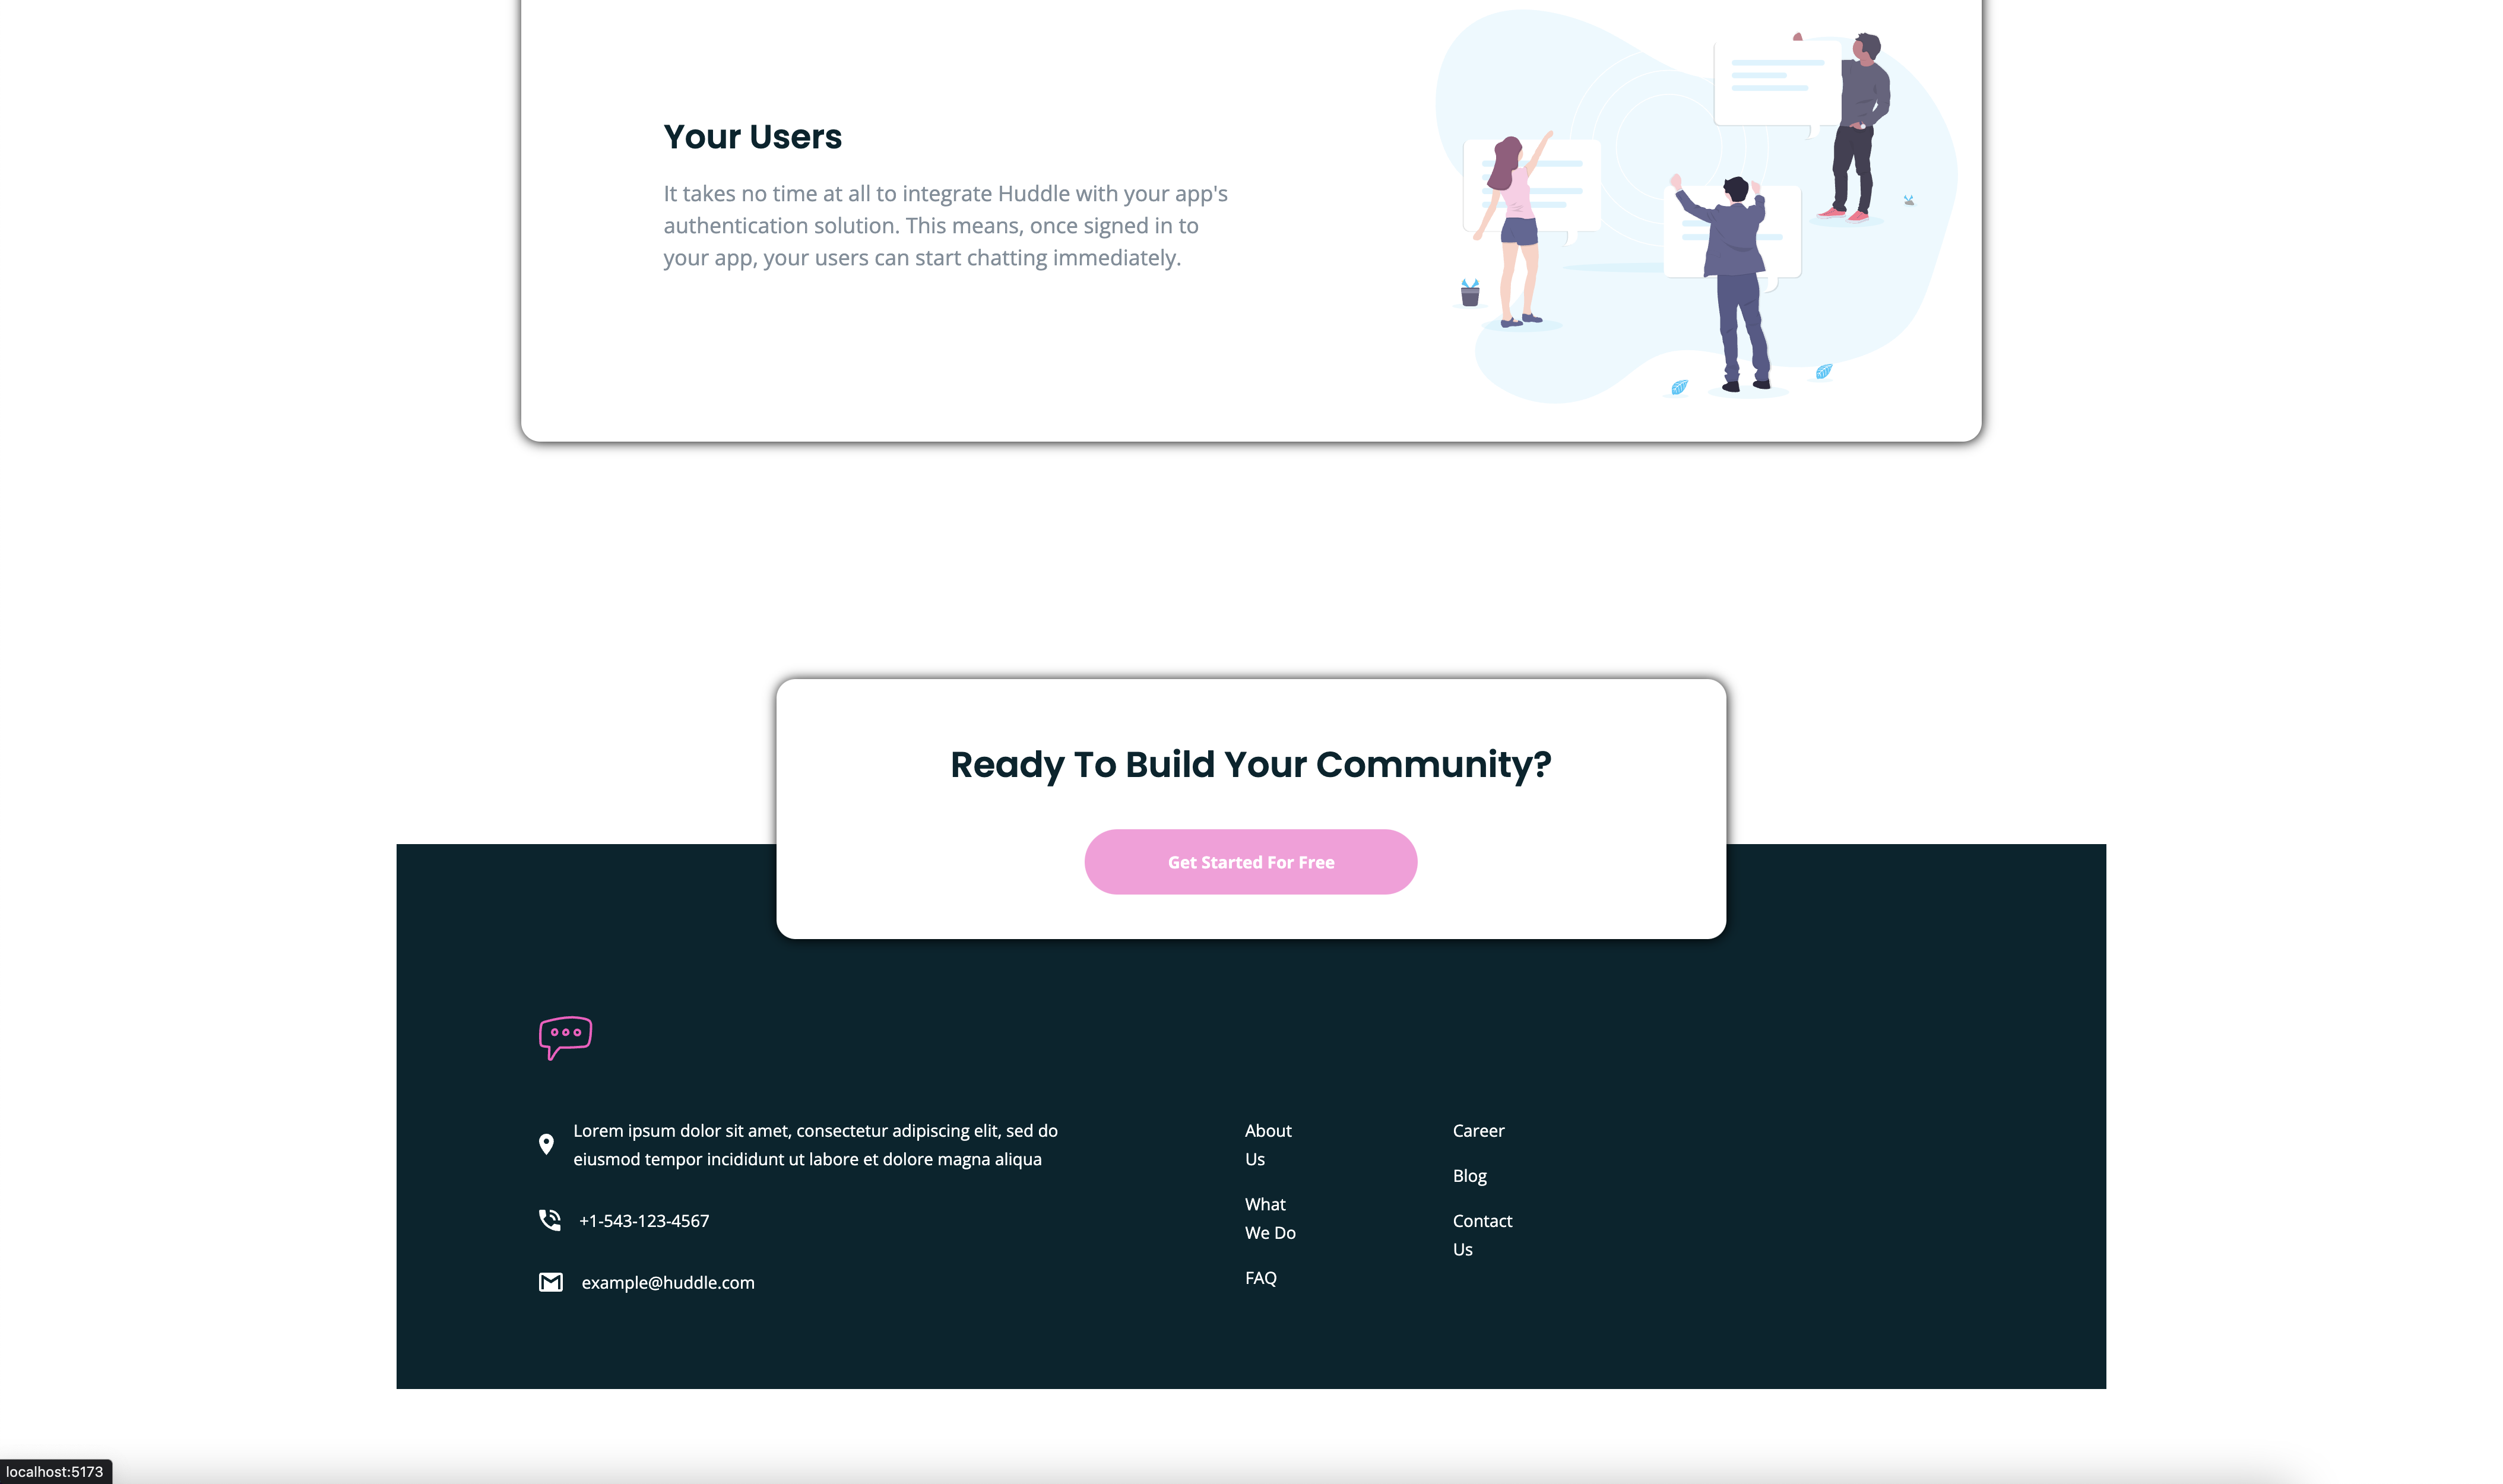 Your Users
It takes no time at all to integrate Huddle with your app's
authentication solution. This means, once signed in to
your app, your users can start chatting immediately.
Ready To Build Your Community?
Get Started For Free
Lorem ipsum dolor sit amet, consectetur adipiscing elit, sed do
eiusmod tempor incididunt ut labore et dolore magna aliqua
+1-543-123-4567
example@huddle.com
About
Us
What
We Do
FAQ
Career
Blog
Contact
Us
localhost:5173